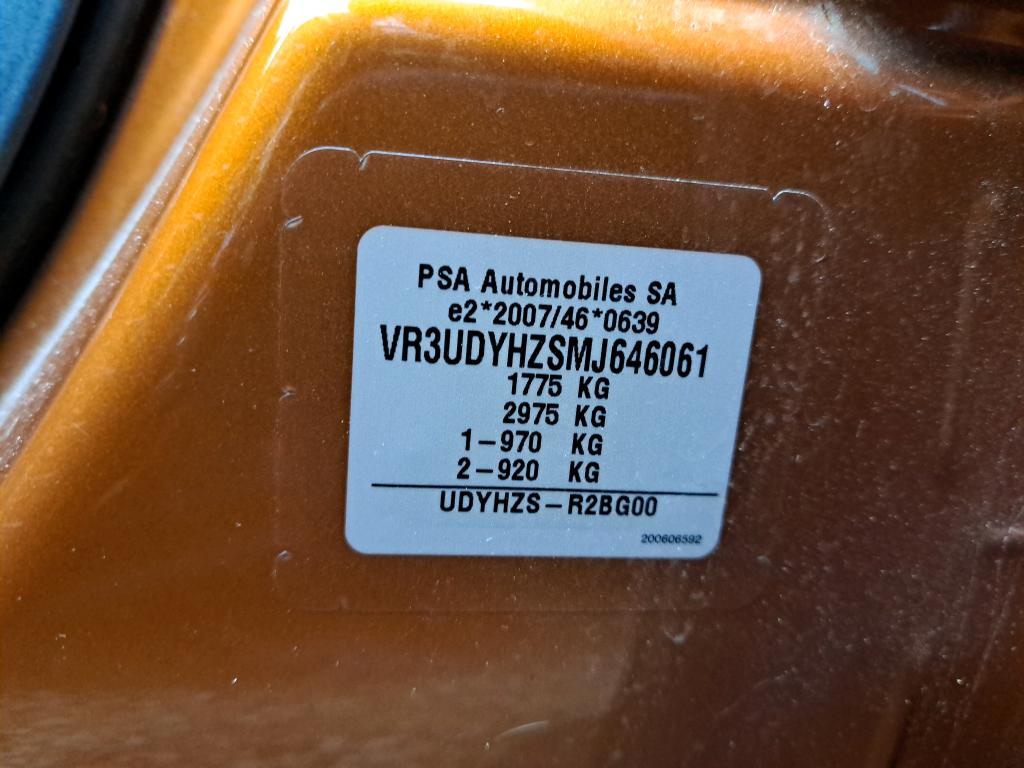 PSA Automobiles SA
e2*2007/46*0639
VR3UDYHZSMJ646061
1775 KG
2975 KG
1-970 KG
2-920 KG
UDYHZS-R2BG00
200606592